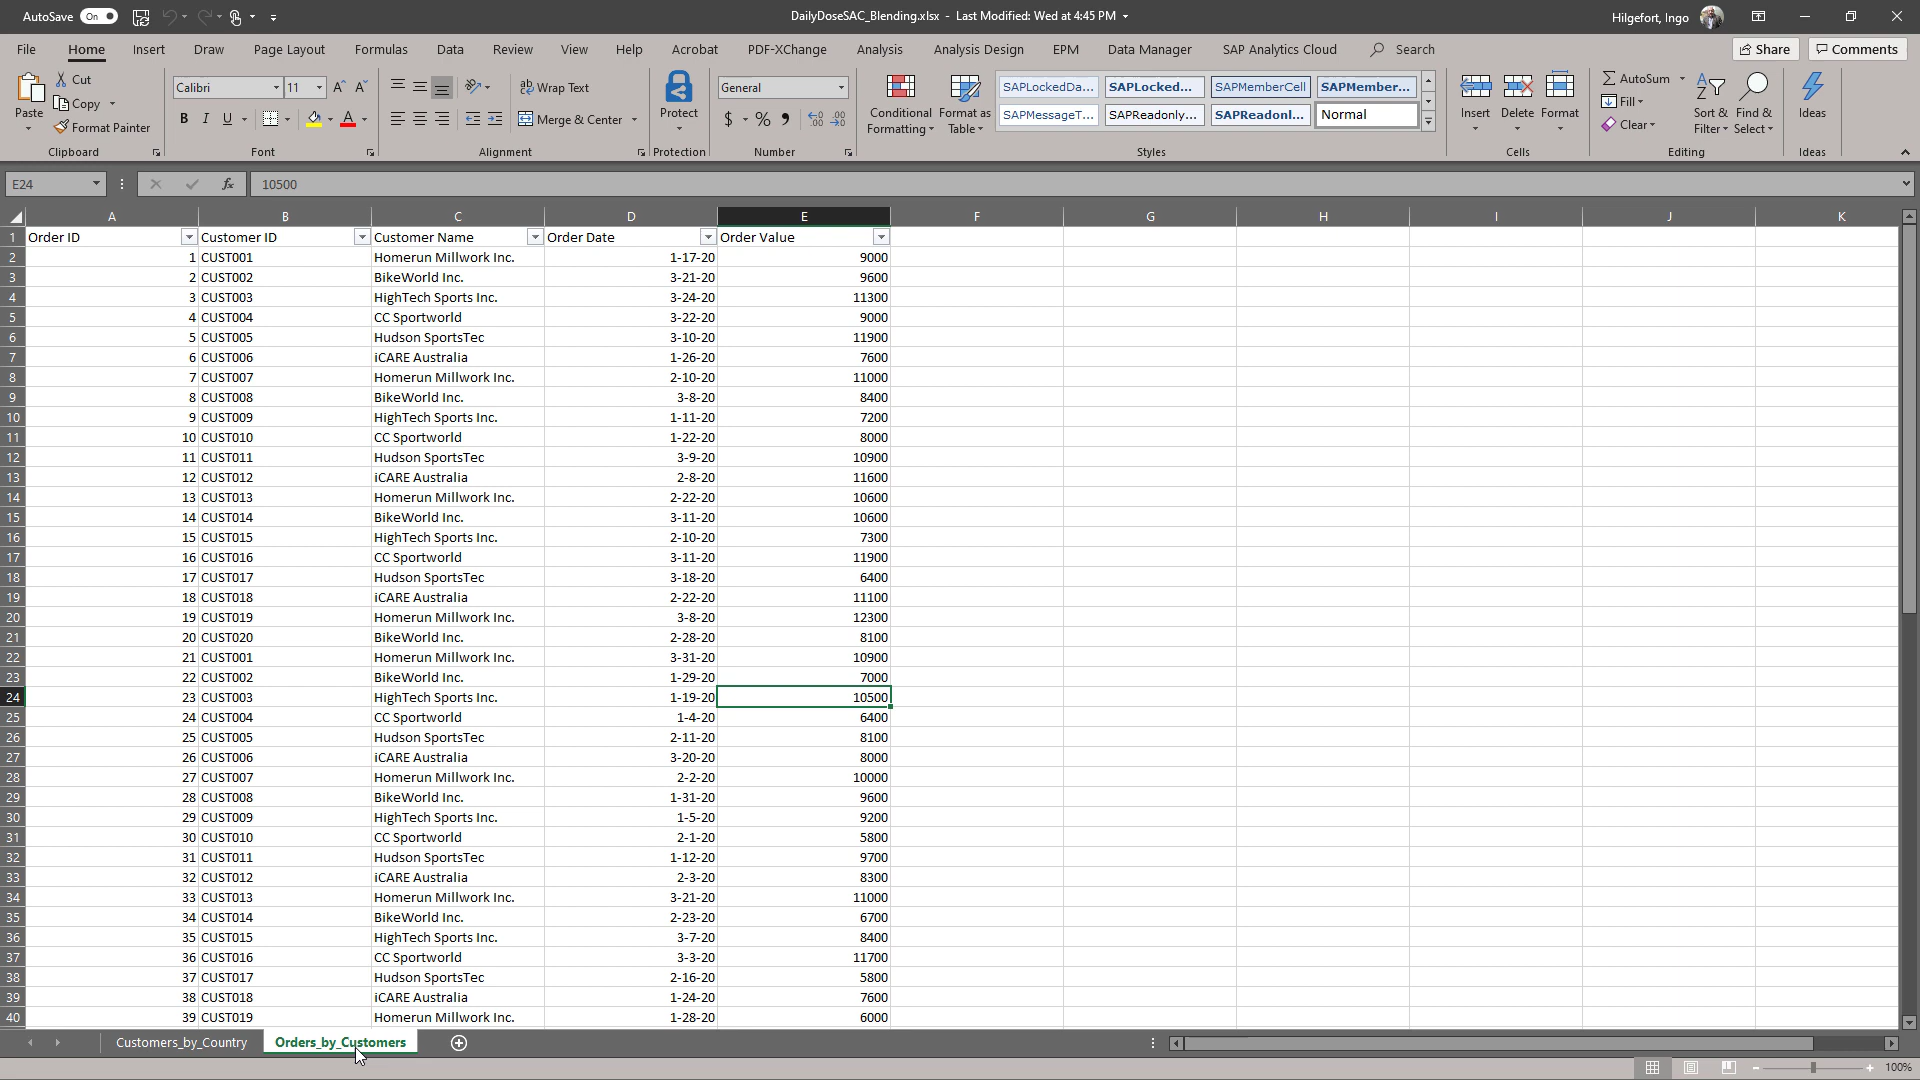 AutoSave On DailyDoseSAC_Blending.xlsx - Last Modified: Wed at 4:45 PM Hilgefort, Ingo
File Home Insert Draw Page Layout Formulas Data Review View Help Acrobat PDF-XChange Analysis Analysis Design EPM Data Manager SAP Analytics Cloud Search Share Comments
Paste Cut Copy Format Painter
Calibri 11
B I U A
Wrap Text
Merge & Center
Protect
General
$ %
Conditional Formatting
Format as Table
SAPLockedDa... SAPLocked... SAPMemberCell SAPMember...
SAPMessageT... SAPReadonly... SAPReadonl... Normal
Insert Delete Format
AutoSum
Fill
Clear
Sort & Filter
Find & Select
Ideas
Clipboard Font Alignment Protection Number Styles Cells Editing Ideas
E24 fx 10500
A B C D E F G H I J K
1 Order ID Customer ID Customer Name Order Date Order Value
2 1 CUST001 Homerun Millwork Inc. 1-17-20 9000
3 2 CUST002 BikeWorld Inc. 3-21-20 9600
4 3 CUST003 HighTech Sports Inc. 3-24-20 11300
5 4 CUST004 CC Sportworld 3-22-20 9000
6 5 CUST005 Hudson SportsTec 3-10-20 11900
7 6 CUST006 iCARE Australia 1-26-20 7600
8 7 CUST007 Homerun Millwork Inc. 2-10-20 11000
9 8 CUST008 BikeWorld Inc. 3-8-20 8400
10 9 CUST009 HighTech Sports Inc. 1-11-20 7200
11 10 CUST010 CC Sportworld 1-22-20 8000
12 11 CUST011 Hudson SportsTec 3-9-20 10900
13 12 CUST012 iCARE Australia 2-8-20 11600
14 13 CUST013 Homerun Millwork Inc. 2-22-20 10600
15 14 CUST014 BikeWorld Inc. 3-11-20 10600
16 15 CUST015 HighTech Sports Inc. 2-10-20 7300
17 16 CUST016 CC Sportworld 3-11-20 11900
18 17 CUST017 Hudson SportsTec 3-18-20 6400
19 18 CUST018 iCARE Australia 2-22-20 11100
20 19 CUST019 Homerun Millwork Inc. 3-8-20 12300
21 20 CUST020 BikeWorld Inc. 2-28-20 8100
22 21 CUST001 Homerun Millwork Inc. 3-31-20 10900
23 22 CUST002 BikeWorld Inc. 1-29-20 7000
24 23 CUST003 HighTech Sports Inc. 1-19-20 10500
25 24 CUST004 CC Sportworld 1-4-20 6400
26 25 CUST005 Hudson SportsTec 2-11-20 8100
27 26 CUST006 iCARE Australia 3-20-20 8000
28 27 CUST007 Homerun Millwork Inc. 2-2-20 10000
29 28 CUST008 BikeWorld Inc. 1-31-20 9600
30 29 CUST009 HighTech Sports Inc. 1-5-20 9200
31 30 CUST010 CC Sportworld 2-1-20 5800
32 31 CUST011 Hudson SportsTec 1-12-20 9700
33 32 CUST012 iCARE Australia 2-3-20 8300
34 33 CUST013 Homerun Millwork Inc. 3-21-20 11000
35 34 CUST014 BikeWorld Inc. 2-23-20 6700
36 35 CUST015 HighTech Sports Inc. 3-7-20 8400
37 36 CUST016 CC Sportworld 3-3-20 11700
38 37 CUST017 Hudson SportsTec 2-16-20 5800
39 38 CUST018 iCARE Australia 1-24-20 7600
40 39 CUST019 Homerun Millwork Inc. 1-28-20 6000
Customers_by_Country Orders_by_Customers
100%